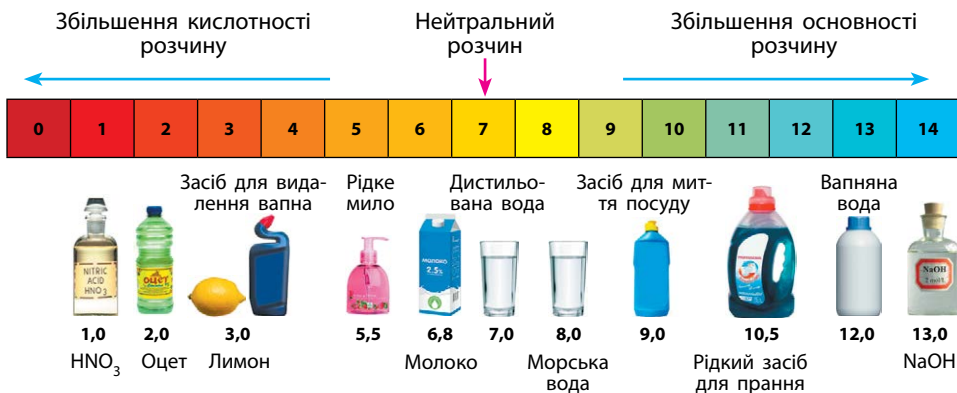 Збільшення кислотності
розчину
Нейтральний
розчин
Збільшення основності
розчину
0 1 2 3 4 5 6 7 8 9 10 11 12 13 14
Засіб для вида-
лення вапна
Рідке
мило
Дистильо-
вана вода
Засіб для мит-
тя посуду
Вапняна
вода
NITRIC
ACID
HNO3
ОЦЕТ
МОЛОКО
2.5%
NaOH
2 mol/L
1,0 2,0 3,0 5,5 6,8 7,0 8,0 9,0 10,5 12,0 13,0
HNO₃ Оцет Лимон Молоко Морська
вода
Рідкий засіб
для прання
NaOH